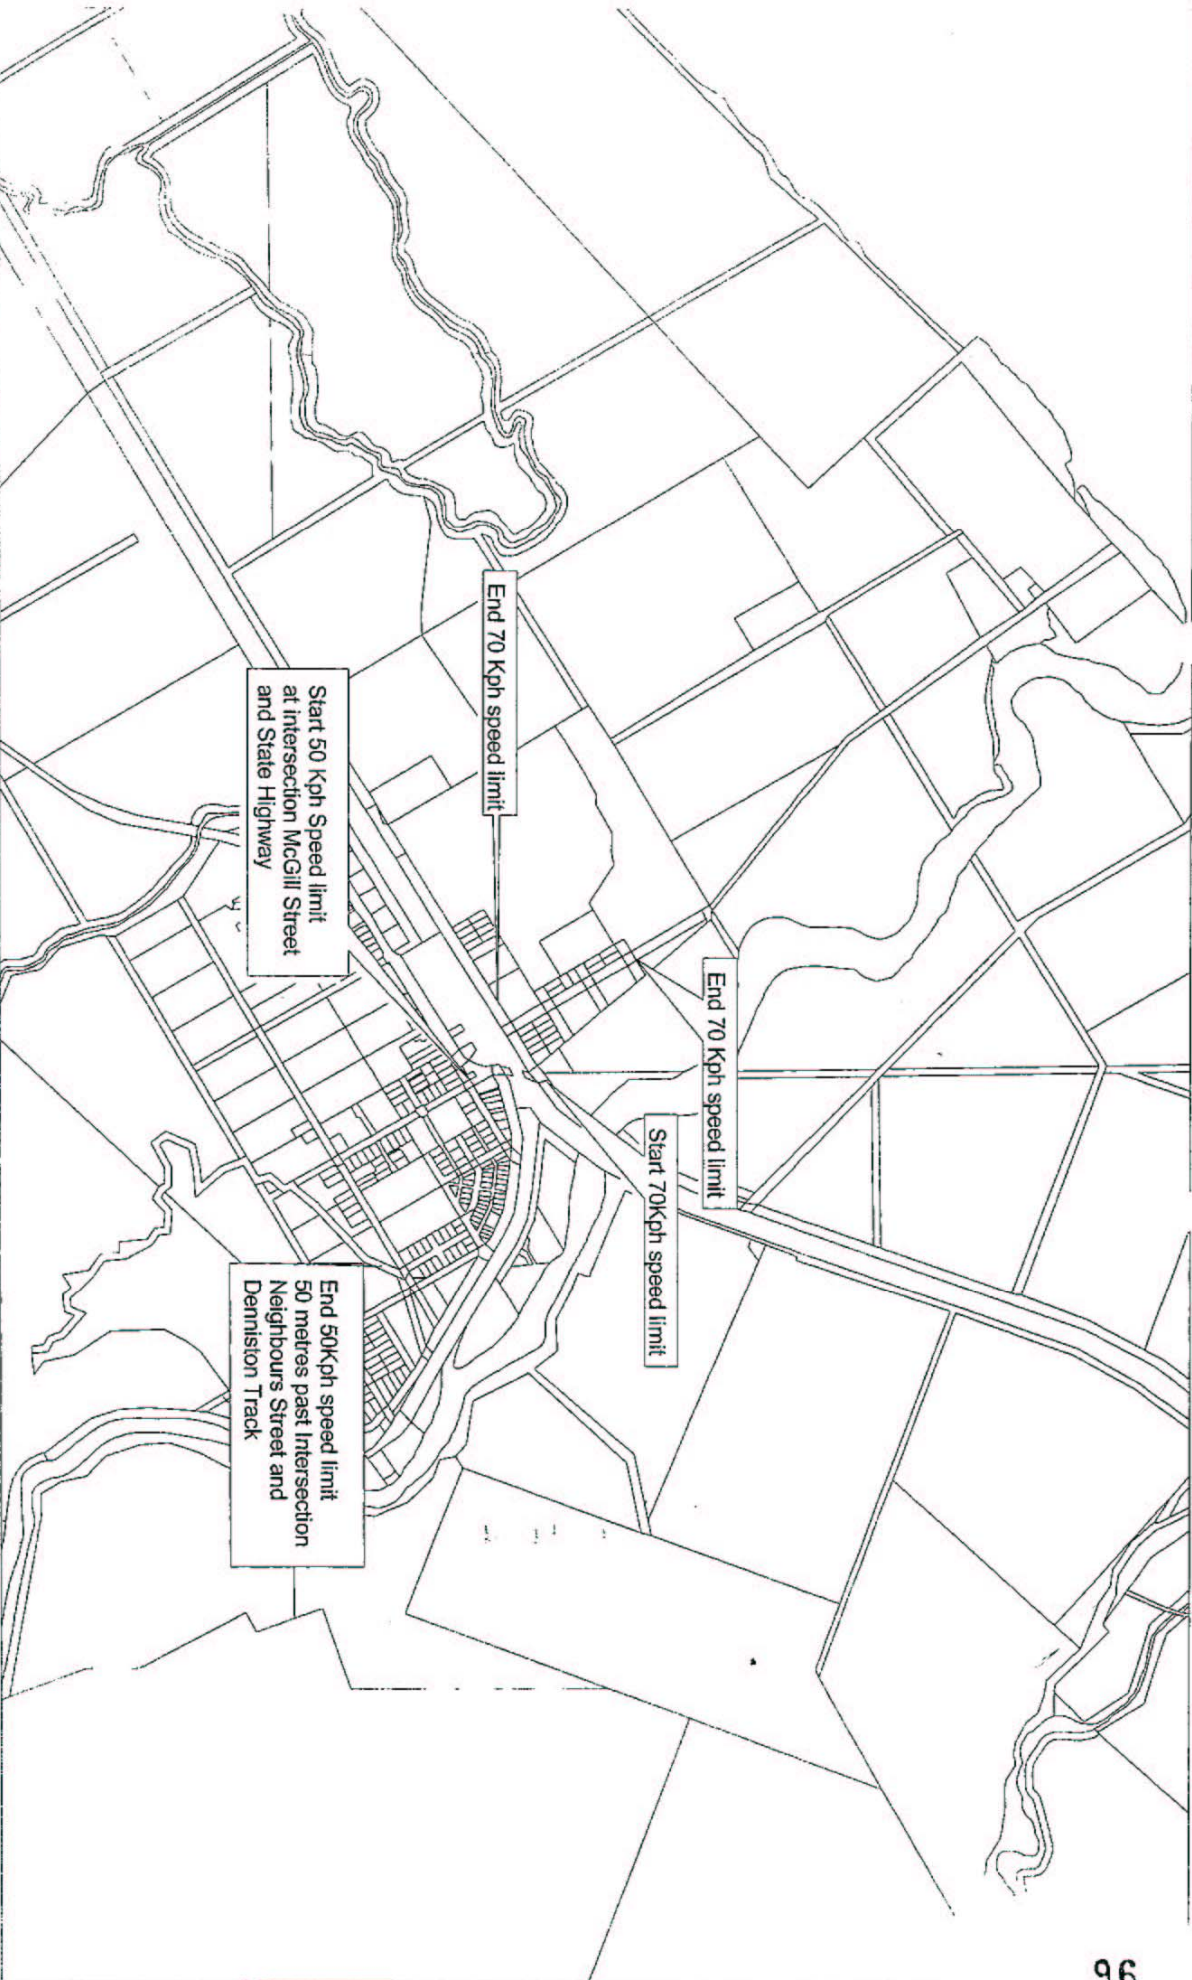 End 70 Kph speed limit
Start 70Kph speed limit
End 70 Kph speed limit
Start 50 Kph Speed limit
at intersection McGill Street
and State Highway
End 50Kph speed limit
50 metres past Intersection
Neighbours Street and
Denniston Track
96